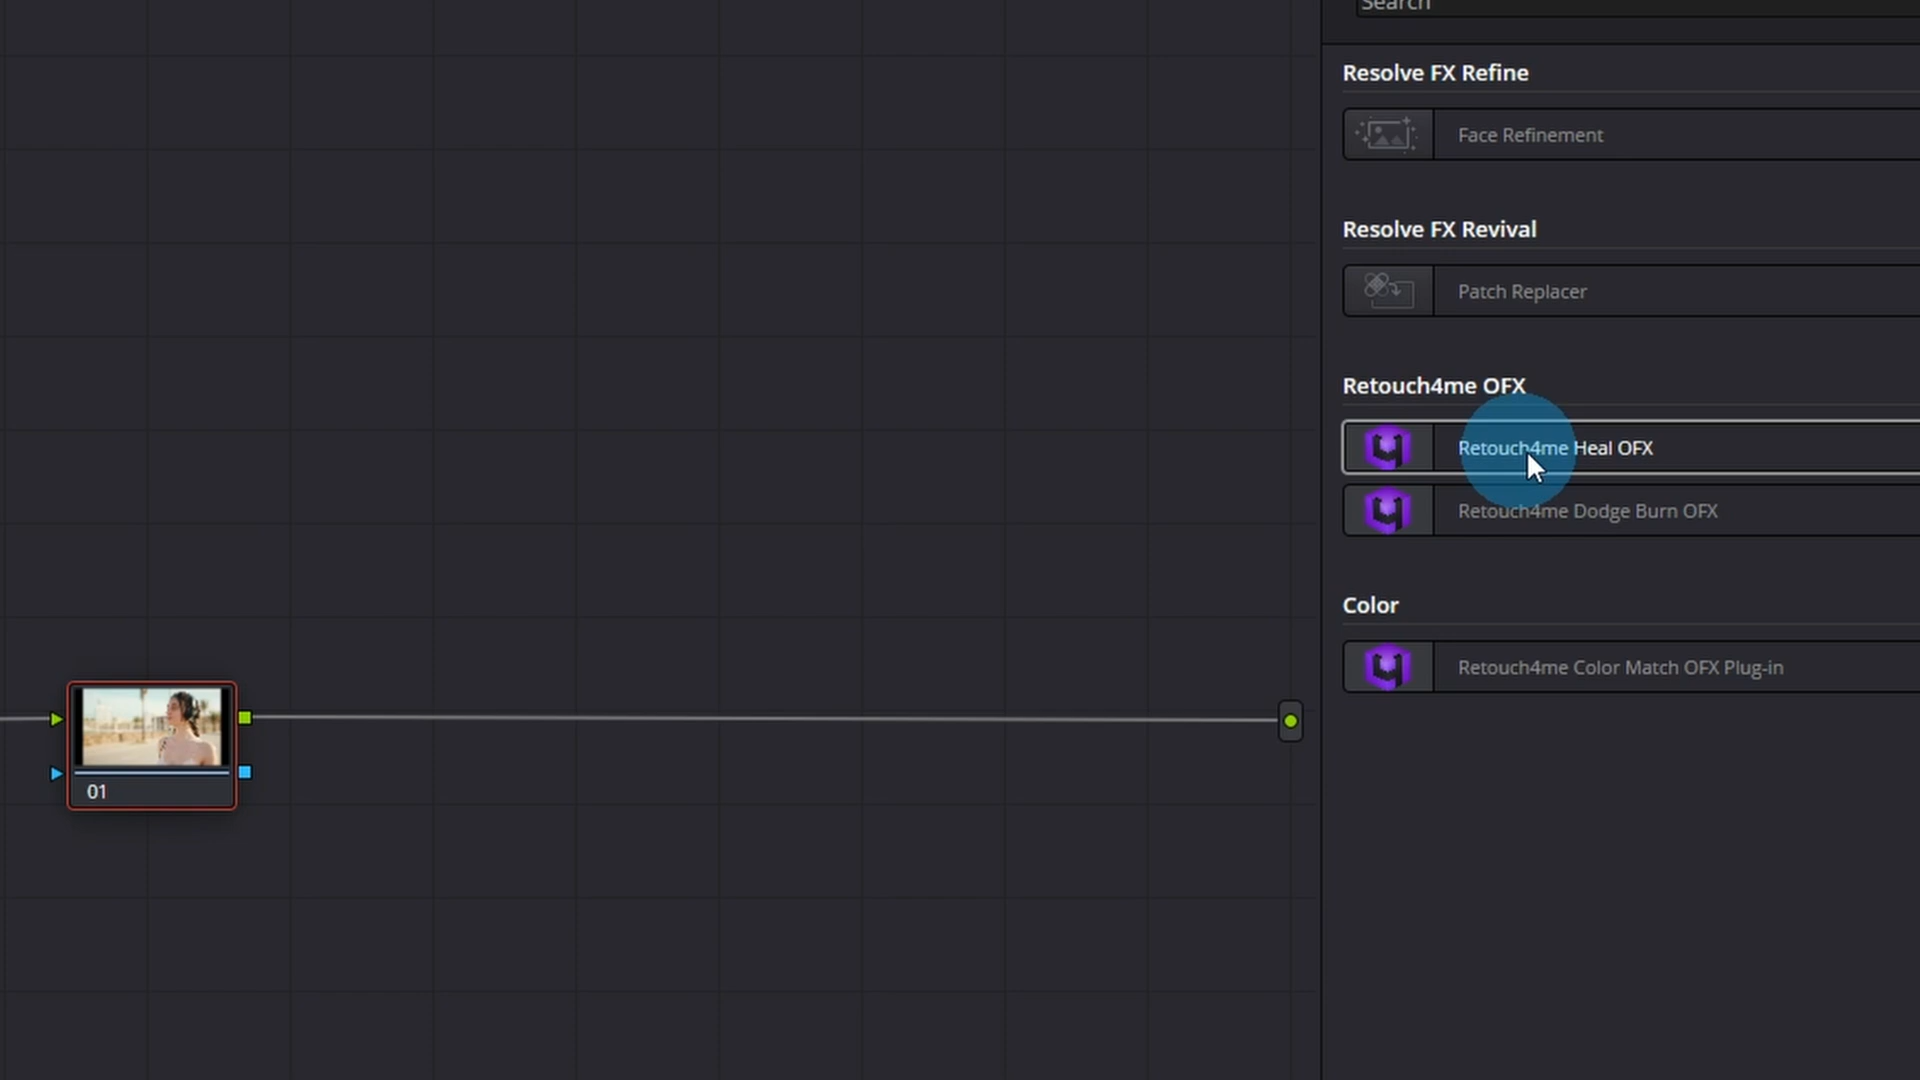 Search
Resolve FX Refine
Face Refinement
Resolve FX Revival
Patch Replacer
Retouch4me OFX
Retouch4me Heal OFX
Retouch4me Dodge Burn OFX
Color
Retouch4me Color Match OFX Plug-in
01